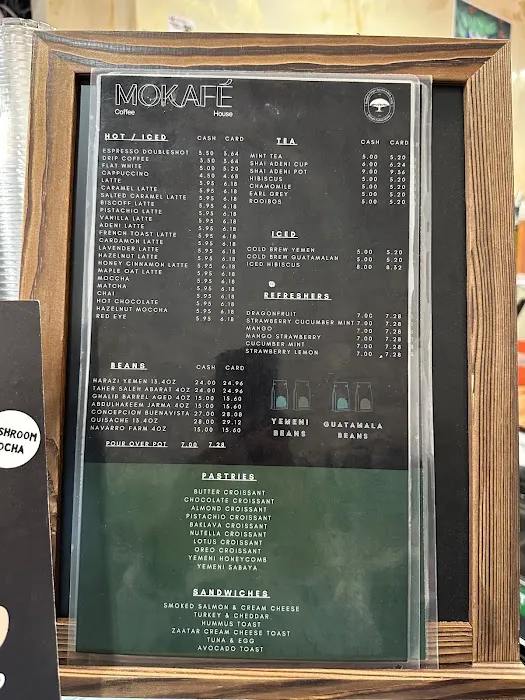 MOKAFÉ
Coffee House
HOT / ICED CASH CARD
ESPRESSO DOUBLESHOT 3.50 3.64
DRIP COFFEE 3.50 3.64
FLAT WHITE 5.00 5.20
CAPPUCCINO 4.50 4.68
LATTE 5.95 6.18
CARAMEL LATTE 5.95 6.18
SALTED CARAMEL LATTE 5.95 6.18
BISCOFF LATTE 5.95 6.18
PISTACHIO LATTE 5.95 6.18
VANILLA LATTE 5.95 6.18
ADENI LATTE 5.95 6.18
FRENCH TOAST LATTE 5.95 6.18
CARDAMON LATTE 5.95 6.18
LAVENDER LATTE 5.95 6.18
HAZELNUT LATTE 5.95 6.18
HONEY CINNAMON LATTE 5.95 6.18
MAPLE OAT LATTE 5.95 6.18
MOCCHA 5.95 6.18
MATCHA 5.95 6.18
CHAI 5.95 6.18
HOT CHOCOLATE 5.95 6.18
HAZELNUT MOCCHA 5.95 6.18
RED EYE 5.95 6.18
TEA CASH CARD
MINT TEA 5.00 5.20
SHAI ADENI CUP 6.00 6.24
SHAI ADENI POT 9.00 9.36
HIBISCUS 5.00 5.20
CHAMOMILE 5.00 5.20
EARL GREY 5.00 5.20
ROOIBOS 5.00 5.20
ICED
COLD BREW YEMEN 5.00 5.20
COLD BREW GUATAMALAN 5.00 5.20
ICED HIBISCUS 8.00 8.32
REFRESHERS
DRAGONFRUIT 7.00 7.28
STRAWBERRY CUCUMBER MINT 7.00 7.28
MANGO 7.00 7.28
MANGO STRAWBERRY 7.00 7.28
CUCUMBER MINT 7.00 7.28
STRAWBERRY LEMON 7.00 7.28
BEANS CASH CARD
HARAZI YEMEN 13.4OZ 24.00 24.96
TAHER SALEH ABARAT 4OZ 24.00 24.96
GHALIB BARREL AGED 4OZ 15.00 15.60
ABDULHAKEEM JARMA 4OZ 15.00 15.60
CONCEPCION BUENAVISTA 27.00 28.08
QUISACHE 13.4OZ 28.00 29.12
NAVARRO FARM 4OZ 15.00 15.60
POUR OVER POT 7.00 7.28
YEMENI BEANS
GUATAMALA BEANS
PASTRIES
BUTTER CROISSANT
CHOCOLATE CROISSANT
ALMOND CROISSANT
PISTACHIO CROISSANT
BAKLAVA CROISSANT
NUTELLA CROISSANT
LOTUS CROISSANT
OREO CROISSANT
YEMENI HONEYCOMB
YEMENI SABAYA
SANDWICHES
SMOKED SALMON & CREAM CHEESE
TURKEY & CHEDDAR
HUMMUS TOAST
ZAATAR CREAM CHEESE TOAST
TUNA & EGG
AVOCADO TOAST
SHROOM
OCHA